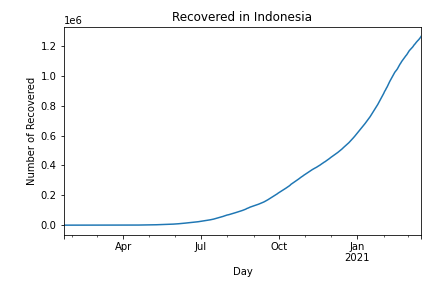 Recovered in Indonesia
1e6
1.2
1.0
0.8
0.6
0.4
0.2
0.0
Number of Recovered
Apr
Jul
Oct
Jan
2021
Day